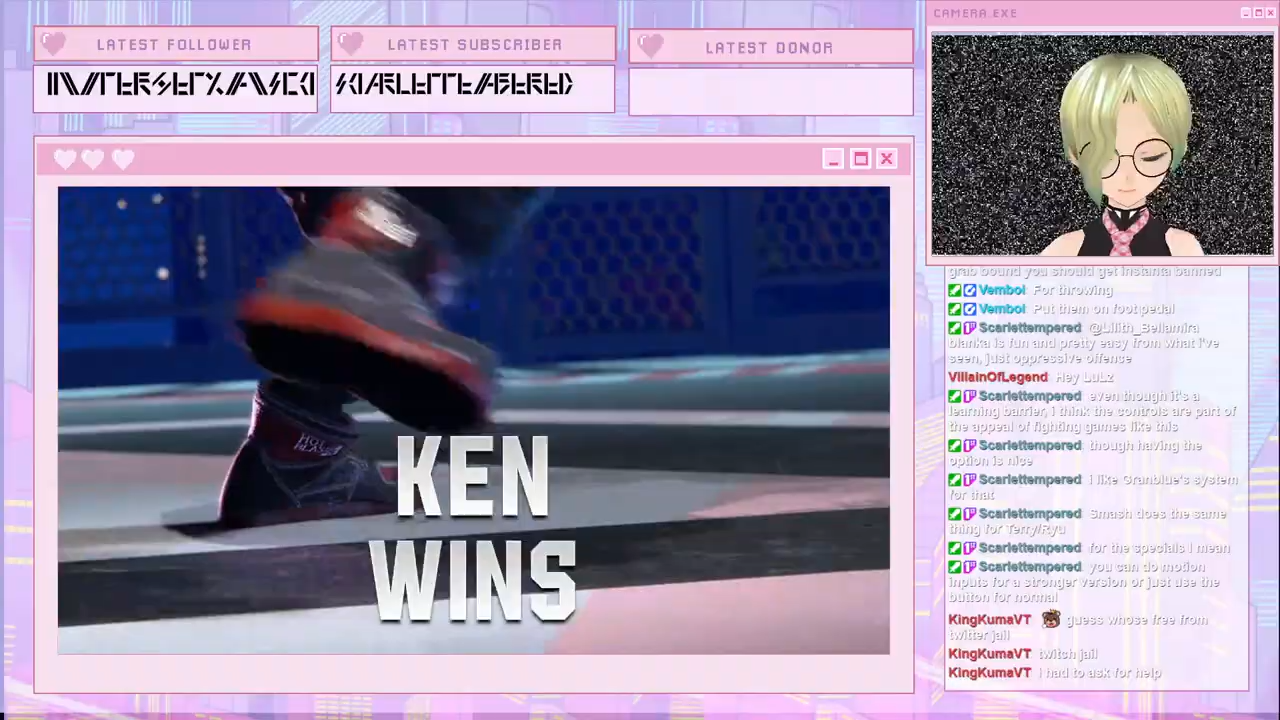 LATEST FOLLOWER
LATEST SUBSCRIBER
LATEST DONOR
CAMERA.EXE
SCARLETTEMPERED
KEN
WINS
grab bound you should get instanta banned
Vembol For throwing
Vembol Put them on foot pedal
Scarlettempered @Lilith_Bellamira
blanka is fun and pretty easy from what i've
seen, just oppressive offense
VillainOfLegend Hey LuLz
Scarlettempered even though it's a
learning barrier, i think the controls are part of
the appeal of fighting games like this
Scarlettempered though having the
option is nice
Scarlettempered i like Granblue's system
for that
Scarlettempered Smash does the same
thing for Terry/Ryu
Scarlettempered for the specials I mean
Scarlettempered you can do motion
inputs for a stronger version or just use the
button for normal
KingKumaVT guess whose free from
twitter jail
KingKumaVT twitch jail
KingKumaVT i had to ask for help